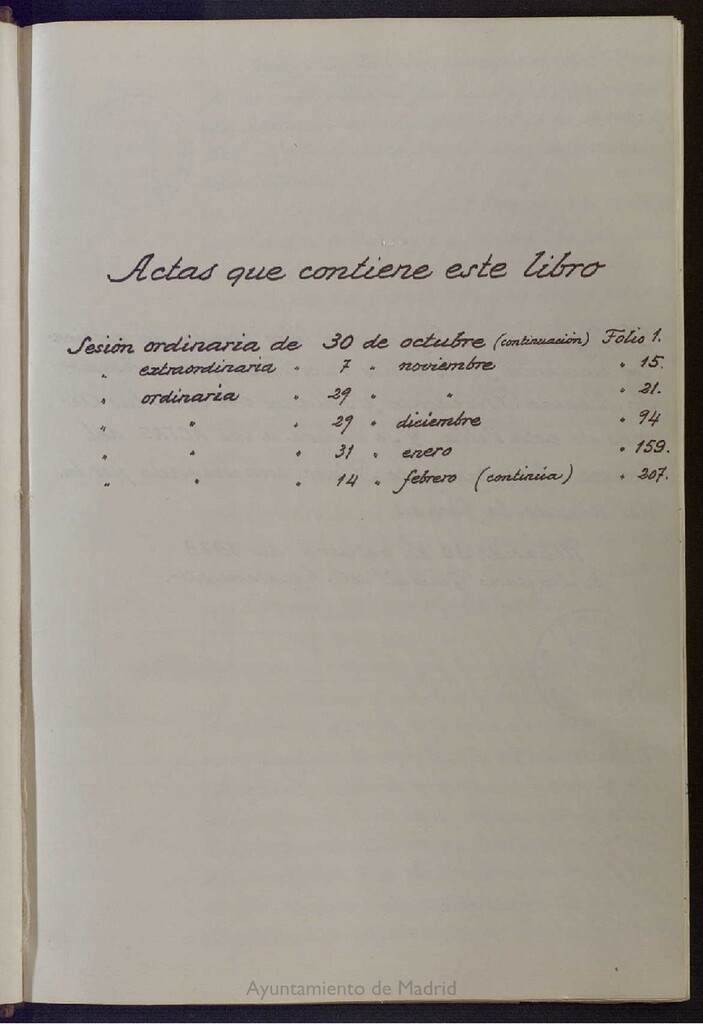 Actas que contiene este libro
Sesión ordinaria de 30 de octubre (continuación) Folio 1.
" extraordinaria " 7 " noviembre " 15.
" ordinaria " 29 " " " 21.
" " " 29 " diciembre " 94
" " " 31 " enero " 159.
" " " 14 " febrero (continúa) " 207.
Ayuntamiento de Madrid